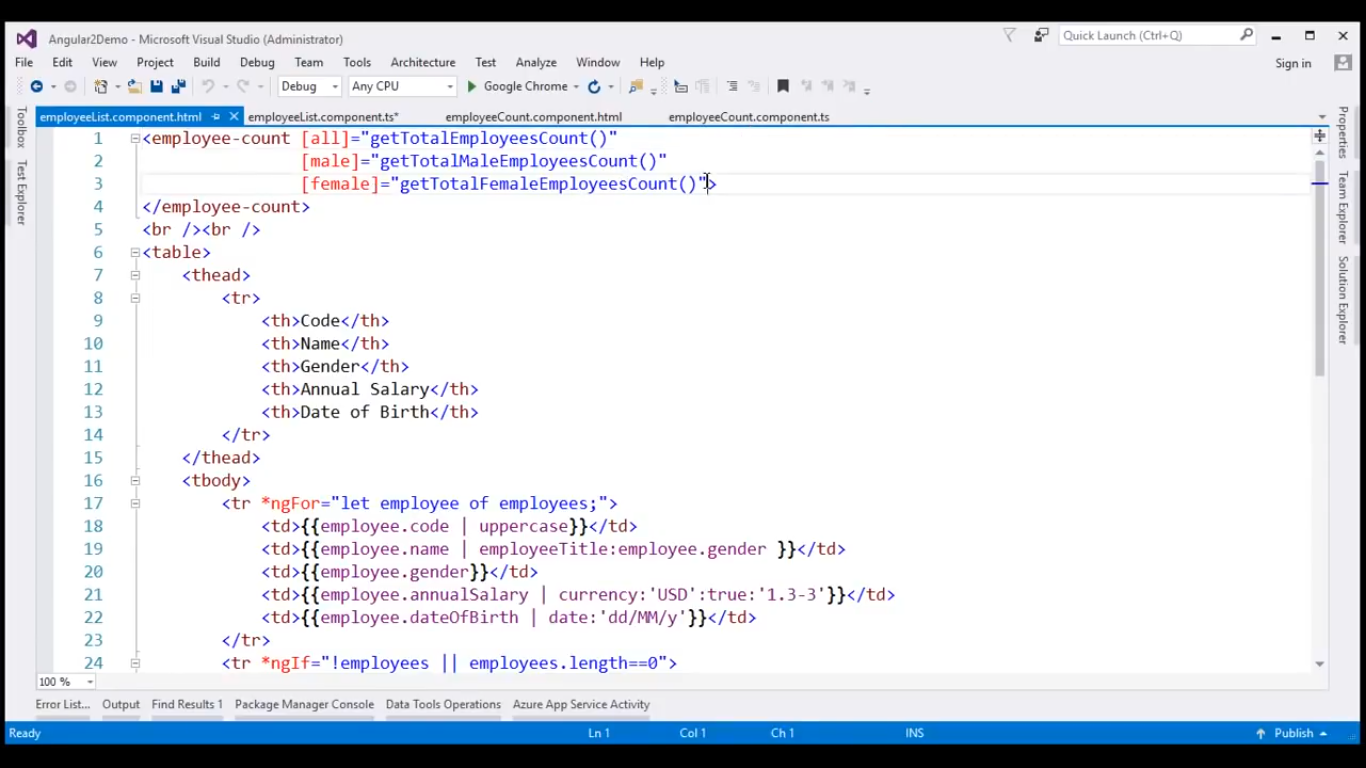 Angular2Demo - Microsoft Visual Studio (Administrator)
Quick Launch (Ctrl+Q)
File Edit View Project Build Debug Team Tools Architecture Test Analyze Window Help
Sign in
Debug Any CPU Google Chrome
employeeList.component.html employeeList.component.ts* employeeCount.component.html employeeCount.component.ts
Toolbox
Test Explorer
1 <employee-count [all]="getTotalEmployeesCount()"
2 [male]="getTotalMaleEmployeesCount()"
3 [female]="getTotalFemaleEmployeesCount()">
4 </employee-count>
5 <br /><br />
6 <table>
7 <thead>
8 <tr>
9 <th>Code</th>
10 <th>Name</th>
11 <th>Gender</th>
12 <th>Annual Salary</th>
13 <th>Date of Birth</th>
14 </tr>
15 </thead>
16 <tbody>
17 <tr *ngFor="let employee of employees;">
18 <td>{{employee.code | uppercase}}</td>
19 <td>{{employee.name | employeeTitle:employee.gender }}</td>
20 <td>{{employee.gender}}</td>
21 <td>{{employee.annualSalary | currency:'USD':true:'1.3-3'}}</td>
22 <td>{{employee.dateOfBirth | date:'dd/MM/y'}}</td>
23 </tr>
24 <tr *ngIf="!employees || employees.length==0">
Properties
Team Explorer
Solution Explorer
100 %
Error List... Output Find Results 1 Package Manager Console Data Tools Operations Azure App Service Activity
Ready Ln 1 Col 1 Ch 1 INS Publish